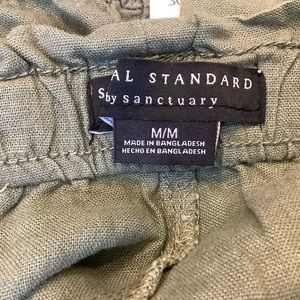 AL STANDARD
by sanctuary
M/M
MADE IN BANGLADESH
HECHO EN BANGLADESH